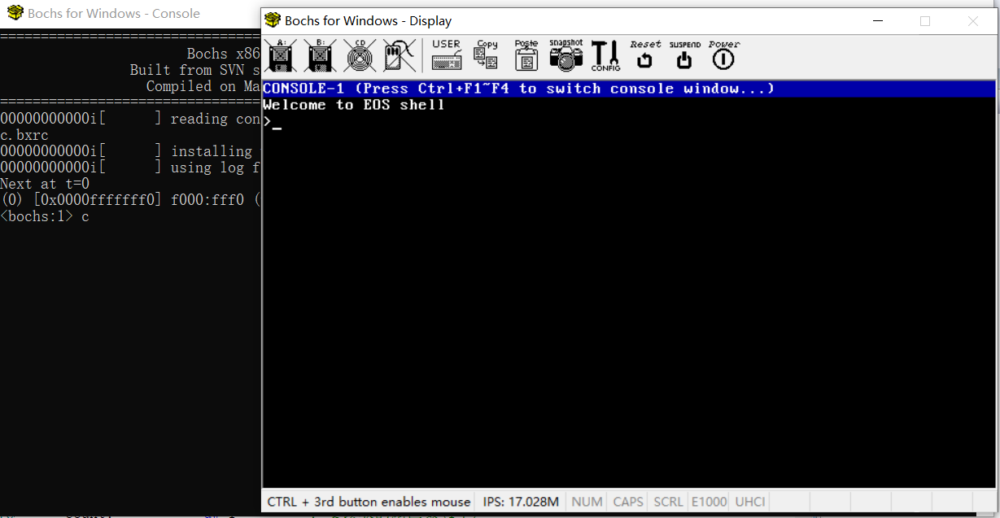 Bochs for Windows - Console
================================
Bochs x86
Built from SVN s
Compiled on Ma
================================
00000000000i[      ] reading con
c.bxrc
00000000000i[      ] installing
00000000000i[      ] using log f
Next at t=0
(0) [0x0000fffffff0] f000:fff0 (
<bochs:1> c
Bochs for Windows - Display
A: B: CD USER Copy Paste snapshot CONFIG Reset SUSPEND Power
CONSOLE-1 (Press Ctrl+F1~F4 to switch console window...)
Welcome to EOS shell
>_
CTRL + 3rd button enables mouse IPS: 17.028M NUM CAPS SCRL E1000 UHCI